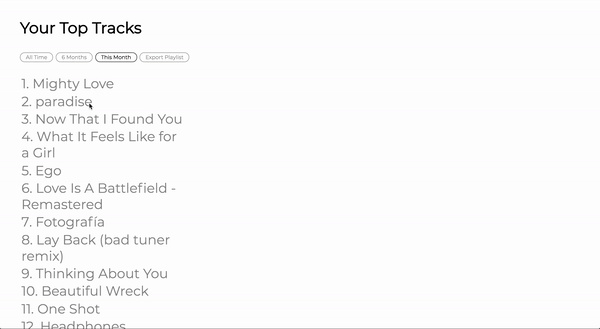 Your Top Tracks
All Time 6 Months This Month Export Playlist
1. Mighty Love
2. paradise
3. Now That I Found You
4. What It Feels Like for
a Girl
5. Ego
6. Love Is A Battlefield -
Remastered
7. Fotografía
8. Lay Back (bad tuner
remix)
9. Thinking About You
10. Beautiful Wreck
11. One Shot
12. Headphones